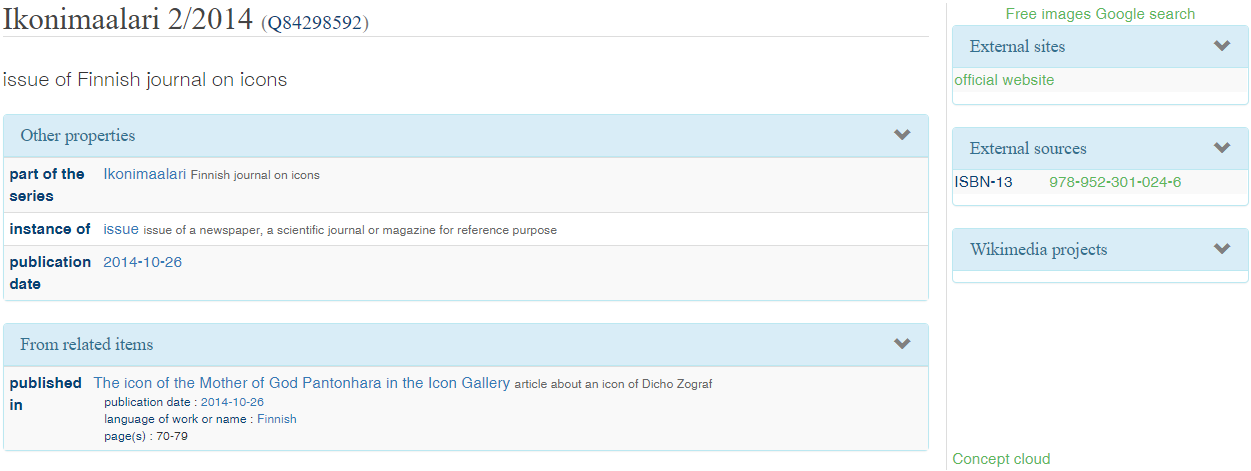 Ikonimaalari 2/2014 (Q84298592)
issue of Finnish journal on icons
Other properties
part of the series
Ikonimaalari Finnish journal on icons
instance of
issue issue of a newspaper, a scientific journal or magazine for reference purpose
publication date
2014-10-26
From related items
published in
The icon of the Mother of God Pantonhara in the Icon Gallery article about an icon of Dicho Zograf
publication date : 2014-10-26
language of work or name : Finnish
page(s) : 70-79
Free images Google search
External sites
official website
External sources
ISBN-13 978-952-301-024-6
Wikimedia projects
Concept cloud